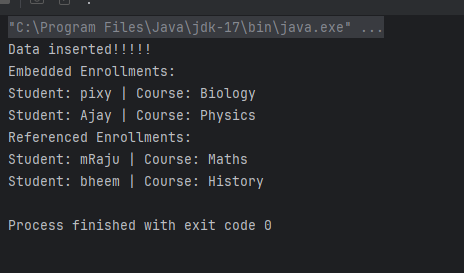 "C:\Program Files\Java\jdk-17\bin\java.exe" ...
Data inserted!!!!!
Embedded Enrollments:
Student: pixy | Course: Biology
Student: Ajay | Course: Physics
Referenced Enrollments:
Student: mRaju | Course: Maths
Student: bheem | Course: History
Process finished with exit code 0